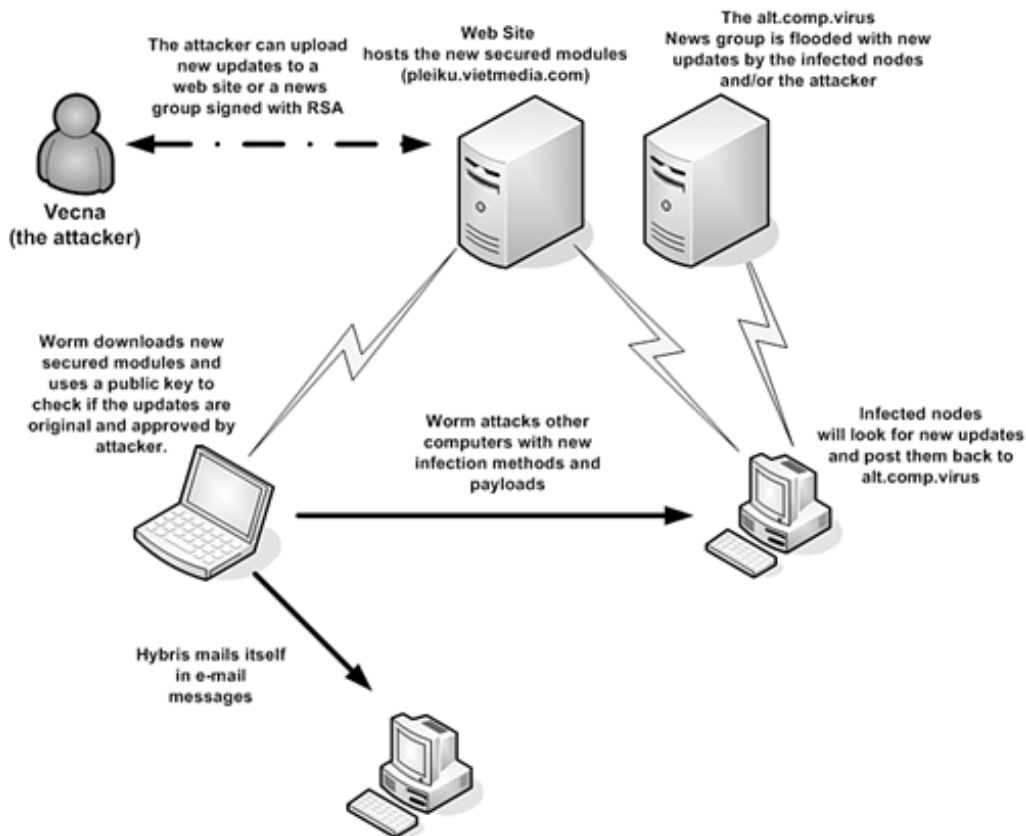 The attacker can upload
new updates to a
web site or a news
group signed with RSA
Web Site
hosts the new secured modules
(pleiku.vietmedia.com)
The alt.comp.virus
News group is flooded with new
updates by the infected nodes
and/or the attacker
Vecna
(the attacker)
Worm downloads new
secured modules and
uses a public key to
check if the updates are
original and approved by
attacker.
Worm attacks other
computers with new
infection methods and
payloads
Infected nodes
will look for new updates
and post them back to
alt.comp.virus
Hybris mails itself
in e-mail
messages